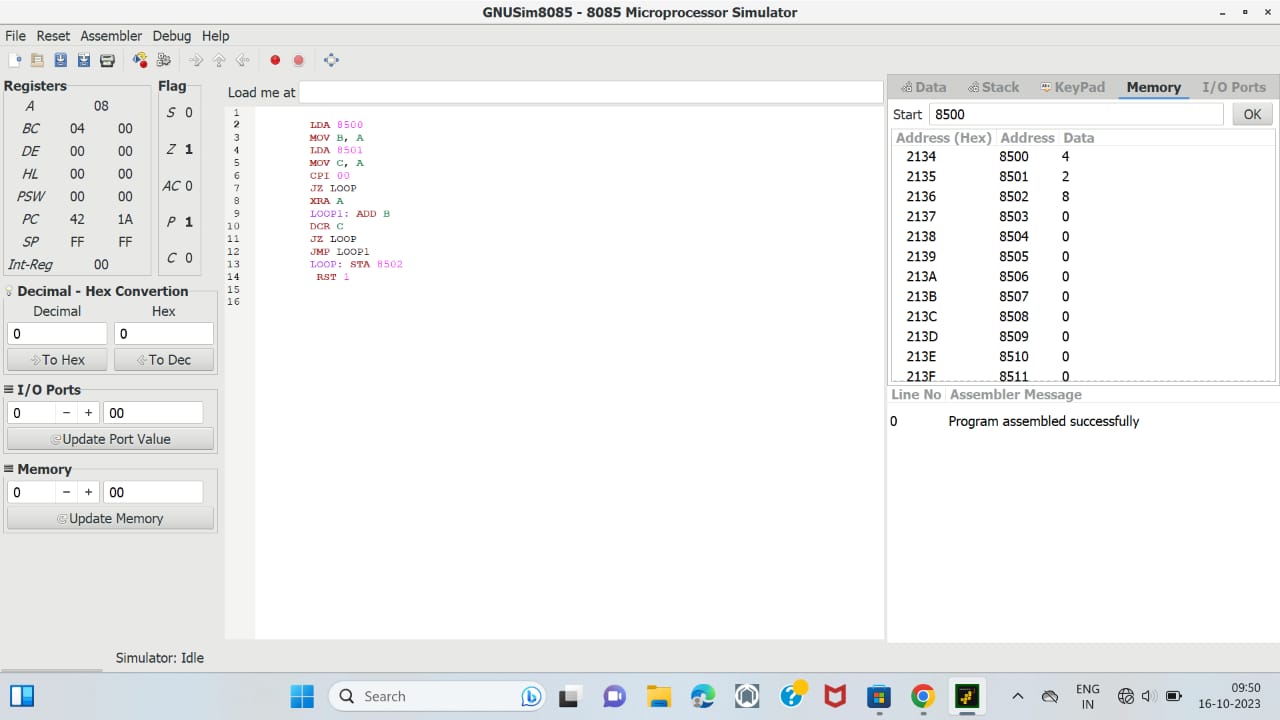 GNUSim8085 - 8085 Microprocessor Simulator
File Reset Assembler Debug Help
Registers
A 08
BC 04 00
DE 00 00
HL 00 00
PSW 00 00
PC 42 1A
SP FF FF
Int-Reg 00
Flag
S 0
Z 1
AC 0
P 1
C 0
Decimal - Hex Convertion
Decimal Hex
0 0
To Hex To Dec
I/O Ports
0 − + 00
Update Port Value
Memory
0 − + 00
Update Memory
Simulator: Idle
Load me at
1
2 LDA 8500
3 MOV B, A
4 LDA 8501
5 MOV C, A
6 CPI 00
7 JZ LOOP
8 XRA A
9 LOOP1: ADD B
10 DCR C
11 JZ LOOP
12 JMP LOOP1
13 LOOP: STA 8502
14 RST 1
15
16
Data Stack KeyPad Memory I/O Ports
Start 8500 OK
Address (Hex) Address Data
2134 8500 4
2135 8501 2
2136 8502 8
2137 8503 0
2138 8504 0
2139 8505 0
213A 8506 0
213B 8507 0
213C 8508 0
213D 8509 0
213E 8510 0
213F 8511 0
Line No Assembler Message
0 Program assembled successfully
Search
ENG
IN
09:50
16-10-2023